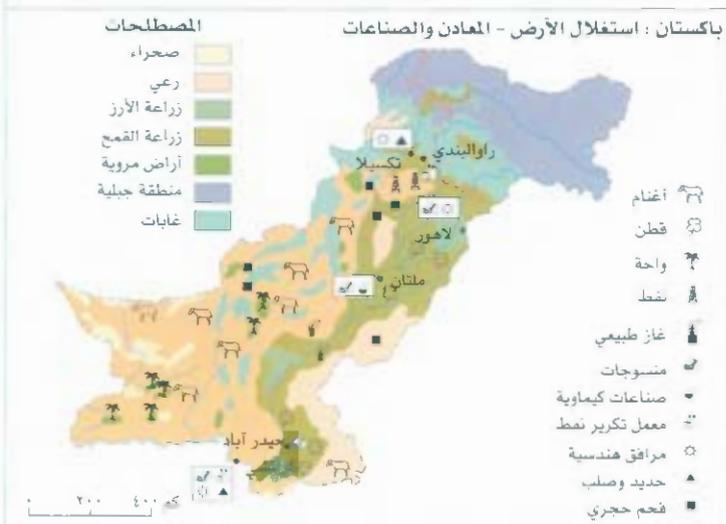 باكستان : استغلال الأرض - المعادن والصناعات
المصطلحات
صحراء
رعي
زراعة الأرز
زراعة القمح
أراض مروية
منطقة جبلية
غابات
أغنام
قطن
واحة
نفط
غاز طبيعي
منسوجات
صناعات كيماوية
معمل تكرير نفط
مرافق هندسية
حديد وصلب
فحم حجري
راوالبندي
تكسيلا
لاهور
ملتان
حيدر آباد
٠ ٢٠٠ ٤٠٠ كم